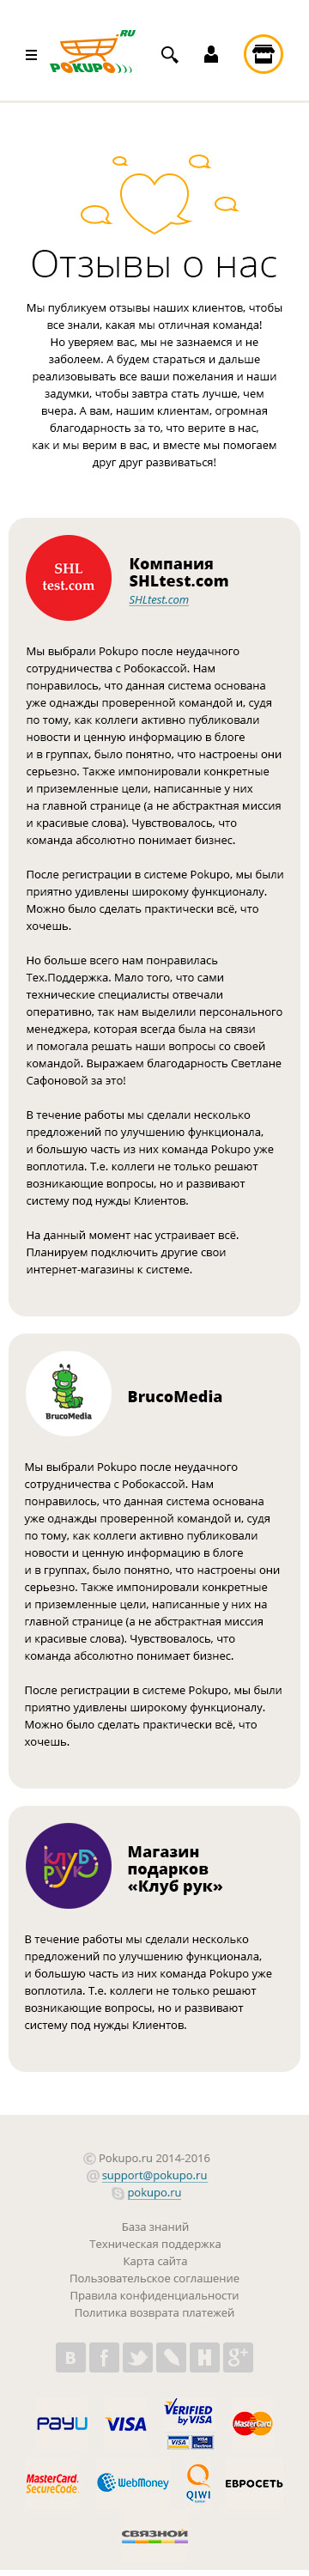 .RU
POKUPO
Отзывы о нас
Мы публикуем отзывы наших клиентов, чтобы
все знали, какая мы отличная команда!
Но уверяем вас, мы не зазнаемся и не
заболеем. А будем стараться и дальше
реализовывать все ваши пожелания и наши
задумки, чтобы завтра стать лучше, чем
вчера. А вам, нашим клиентам, огромная
благодарность за то, что верите в нас,
как и мы верим в вас, и вместе мы помогаем
друг друг развиваться!
SHL
test.com
Компания
SHLtest.com
SHLtest.com
Мы выбрали Pokupo после неудачного
сотрудничества с Робокассой. Нам
понравилось, что данная система основана
уже однажды проверенной командой и, судя
по тому, как коллеги активно публиковали
новости и ценную информацию в блоге
и в группах, было понятно, что настроены они
серьезно. Также импонировали конкретные
и приземленные цели, написанные у них
на главной странице (а не абстрактная миссия
и красивые слова). Чувствовалось, что
команда абсолютно понимает бизнес.
После регистрации в системе Pokupo, мы были
приятно удивлены широкому функционалу.
Можно было сделать практически всё, что
хочешь.
Но больше всего нам понравилась
Тех.Поддержка. Мало того, что сами
технические специалисты отвечали
оперативно, так нам выделили персонального
менеджера, которая всегда была на связи
и помогала решать наши вопросы со своей
командой. Выражаем благодарность Светлане
Сафоновой за это!
В течение работы мы сделали несколько
предложений по улучшению функционала,
и большую часть из них команда Pokupo уже
воплотила. Т.е. коллеги не только решают
возникающие вопросы, но и развивают
систему под нужды Клиентов.
На данный момент нас устраивает всё.
Планируем подключить другие свои
интернет-магазины к системе.
BrucoMedia
BrucoMedia
Мы выбрали Pokupo после неудачного
сотрудничества с Робокассой. Нам
понравилось, что данная система основана
уже однажды проверенной командой и, судя
по тому, как коллеги активно публиковали
новости и ценную информацию в блоге
и в группах, было понятно, что настроены они
серьезно. Также импонировали конкретные
и приземленные цели, написанные у них на
главной странице (а не абстрактная миссия
и красивые слова). Чувствовалось, что
команда абсолютно понимает бизнес.
После регистрации в системе Pokupo, мы были
приятно удивлены широкому функционалу.
Можно было сделать практически всё, что
хочешь.
клуб
рук
Магазин
подарков
«Клуб рук»
В течение работы мы сделали несколько
предложений по улучшению функционала,
и большую часть из них команда Pokupo уже
воплотила. Т.е. коллеги не только решают
возникающие вопросы, но и развивают
систему под нужды Клиентов.
© Pokupo.ru 2014-2016
@ support@pokupo.ru
pokupo.ru
База знаний
Техническая поддержка
Карта сайта
Пользовательское соглашение
Правила конфиденциальности
Политика возврата платежей
B f H g+
PayU VISA VERIFIED by VISA MasterCard
VISA
MasterCard. SecureCode. WebMoney QIWI ЕВРОСЕТЬ
СВЯЗНОЙ